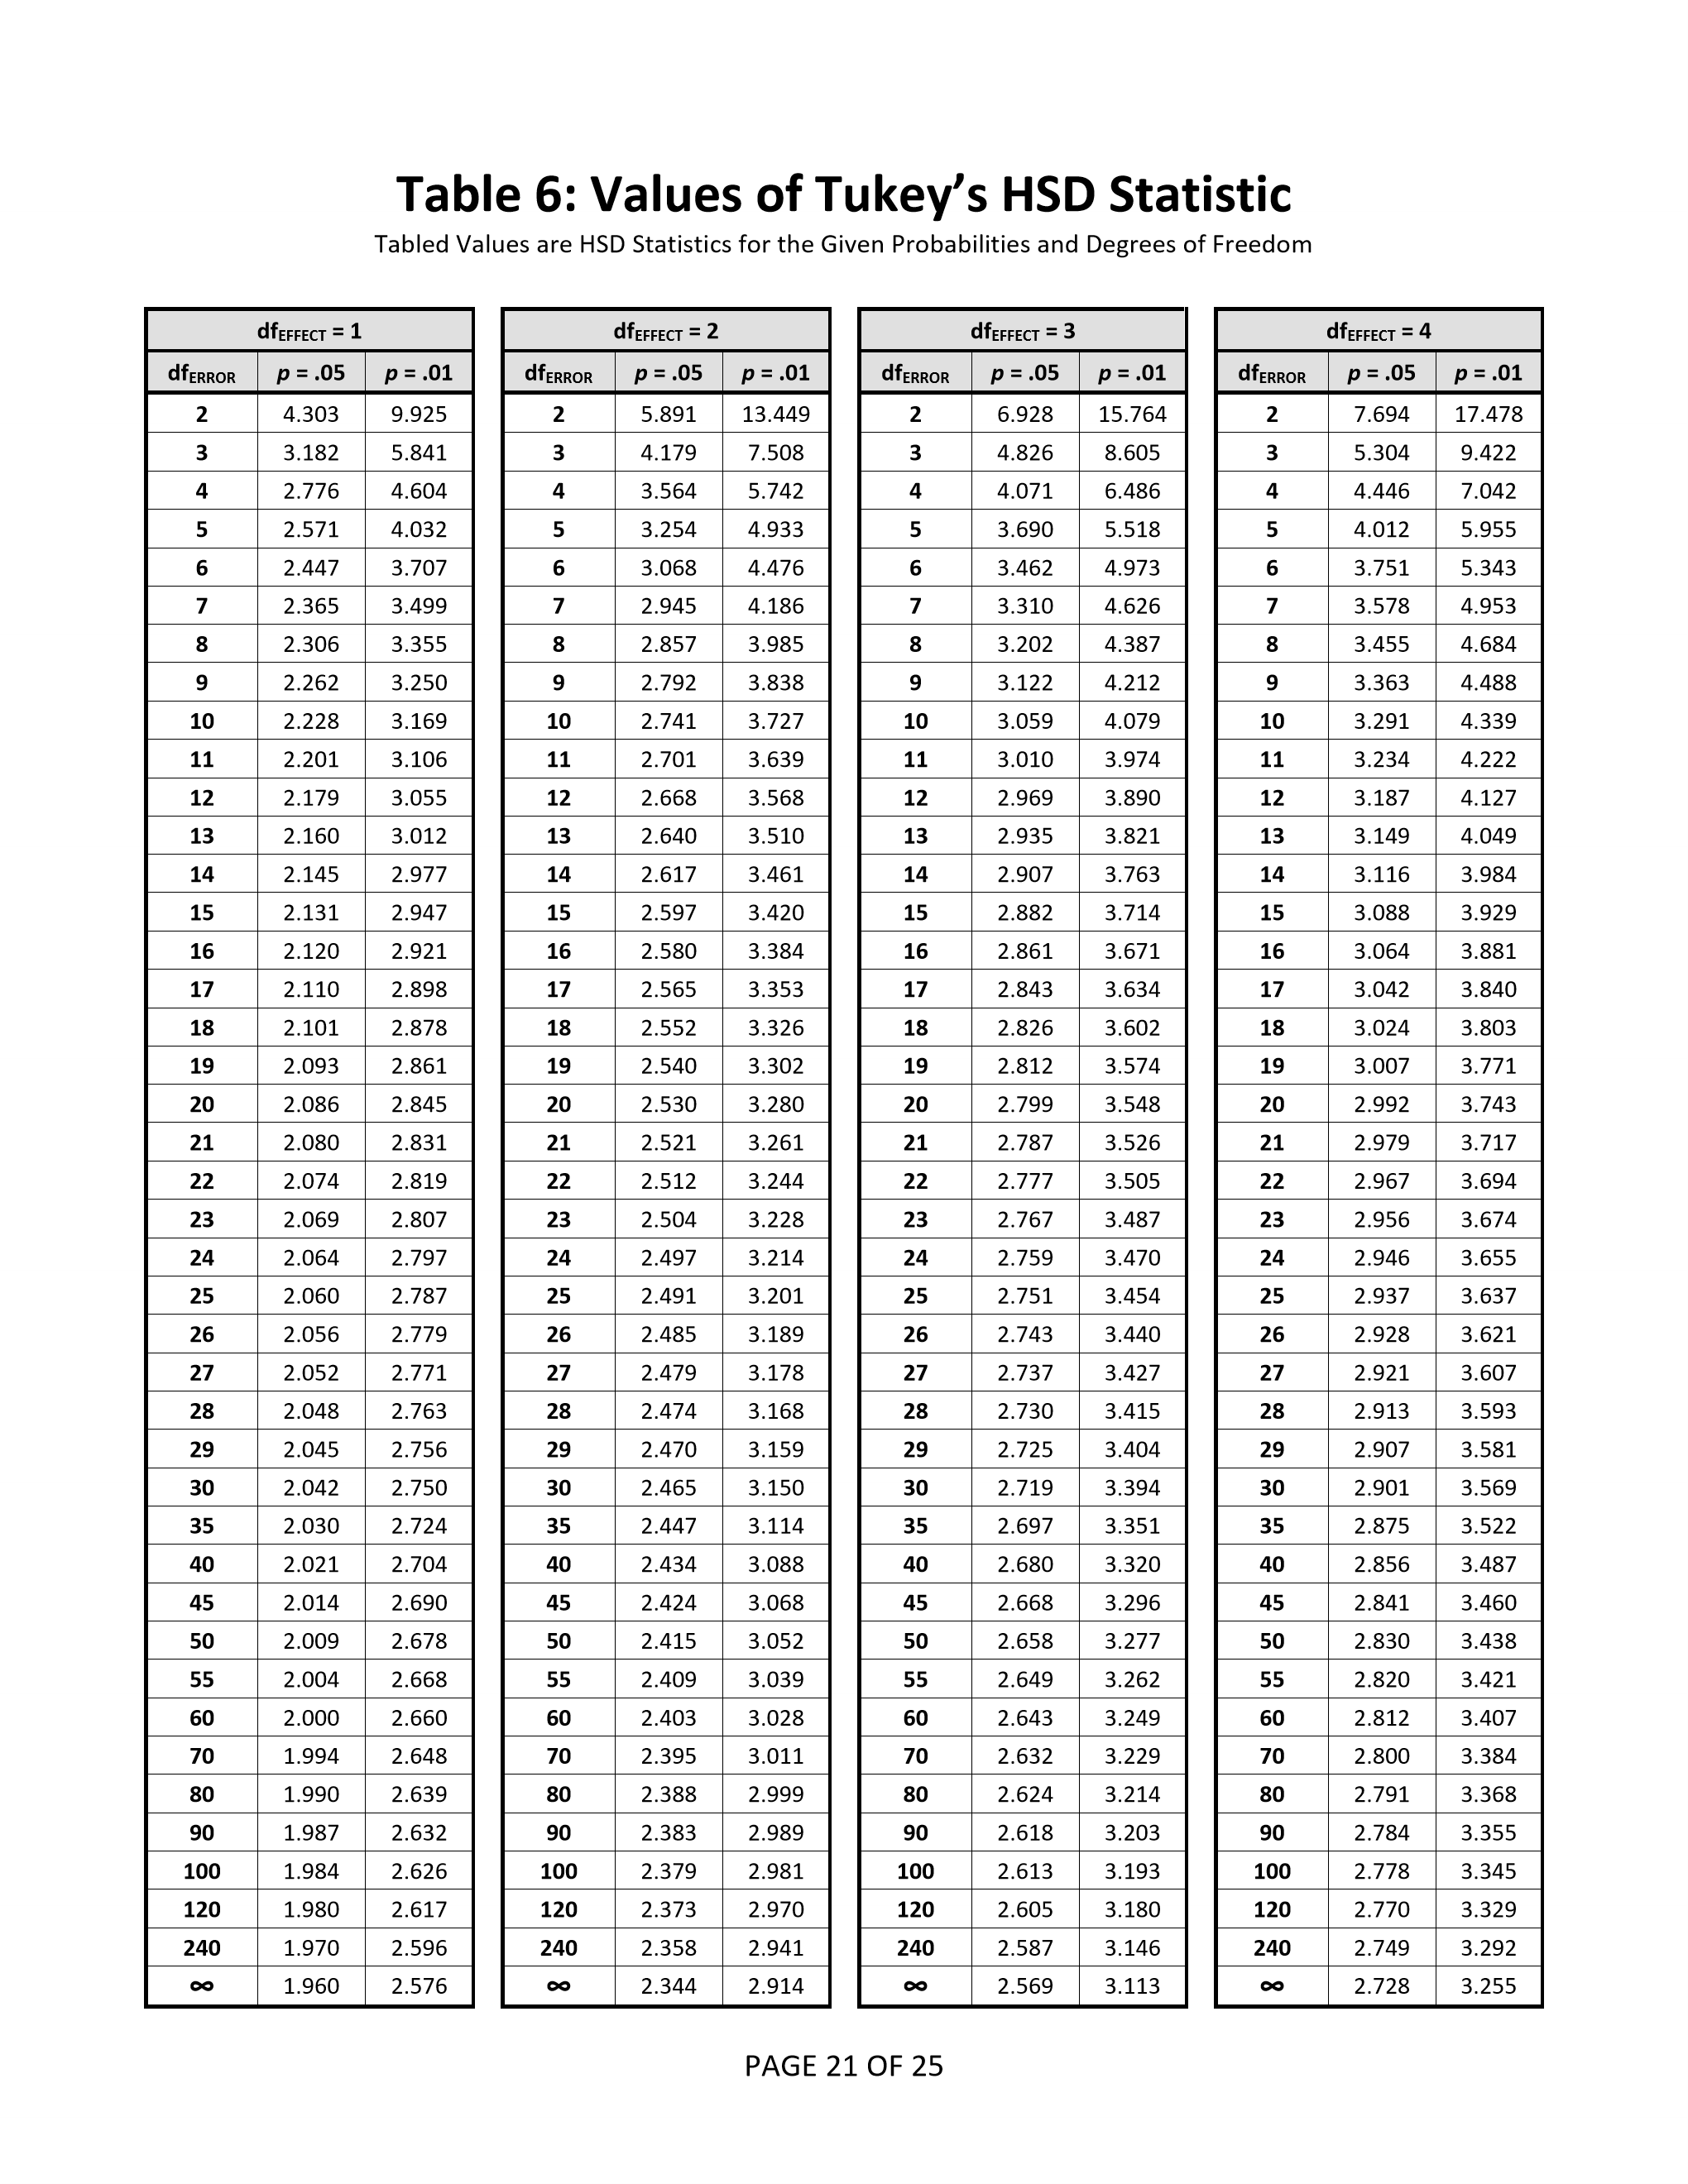 Table 6: Values of Tukey’s HSD Statistic
Tabled Values are HSD Statistics for the Given Probabilities and Degrees of Freedom
dfEFFECT = 1 dfEFFECT = 2 dfEFFECT = 3 dfEFFECT = 4
dfERROR p = .05 p = .01 dfERROR p = .05 p = .01 dfERROR p = .05 p = .01 dfERROR p = .05 p = .01
2 4.303 9.925 2 5.891 13.449 2 6.928 15.764 2 7.694 17.478
3 3.182 5.841 3 4.179 7.508 3 4.826 8.605 3 5.304 9.422
4 2.776 4.604 4 3.564 5.742 4 4.071 6.486 4 4.446 7.042
5 2.571 4.032 5 3.254 4.933 5 3.690 5.518 5 4.012 5.955
6 2.447 3.707 6 3.068 4.476 6 3.462 4.973 6 3.751 5.343
7 2.365 3.499 7 2.945 4.186 7 3.310 4.626 7 3.578 4.953
8 2.306 3.355 8 2.857 3.985 8 3.202 4.387 8 3.455 4.684
9 2.262 3.250 9 2.792 3.838 9 3.122 4.212 9 3.363 4.488
10 2.228 3.169 10 2.741 3.727 10 3.059 4.079 10 3.291 4.339
11 2.201 3.106 11 2.701 3.639 11 3.010 3.974 11 3.234 4.222
12 2.179 3.055 12 2.668 3.568 12 2.969 3.890 12 3.187 4.127
13 2.160 3.012 13 2.640 3.510 13 2.935 3.821 13 3.149 4.049
14 2.145 2.977 14 2.617 3.461 14 2.907 3.763 14 3.116 3.984
15 2.131 2.947 15 2.597 3.420 15 2.882 3.714 15 3.088 3.929
16 2.120 2.921 16 2.580 3.384 16 2.861 3.671 16 3.064 3.881
17 2.110 2.898 17 2.565 3.353 17 2.843 3.634 17 3.042 3.840
18 2.101 2.878 18 2.552 3.326 18 2.826 3.602 18 3.024 3.803
19 2.093 2.861 19 2.540 3.302 19 2.812 3.574 19 3.007 3.771
20 2.086 2.845 20 2.530 3.280 20 2.799 3.548 20 2.992 3.743
21 2.080 2.831 21 2.521 3.261 21 2.787 3.526 21 2.979 3.717
22 2.074 2.819 22 2.512 3.244 22 2.777 3.505 22 2.967 3.694
23 2.069 2.807 23 2.504 3.228 23 2.767 3.487 23 2.956 3.674
24 2.064 2.797 24 2.497 3.214 24 2.759 3.470 24 2.946 3.655
25 2.060 2.787 25 2.491 3.201 25 2.751 3.454 25 2.937 3.637
26 2.056 2.779 26 2.485 3.189 26 2.743 3.440 26 2.928 3.621
27 2.052 2.771 27 2.479 3.178 27 2.737 3.427 27 2.921 3.607
28 2.048 2.763 28 2.474 3.168 28 2.730 3.415 28 2.913 3.593
29 2.045 2.756 29 2.470 3.159 29 2.725 3.404 29 2.907 3.581
30 2.042 2.750 30 2.465 3.150 30 2.719 3.394 30 2.901 3.569
35 2.030 2.724 35 2.447 3.114 35 2.697 3.351 35 2.875 3.522
40 2.021 2.704 40 2.434 3.088 40 2.680 3.320 40 2.856 3.487
45 2.014 2.690 45 2.424 3.068 45 2.668 3.296 45 2.841 3.460
50 2.009 2.678 50 2.415 3.052 50 2.658 3.277 50 2.830 3.438
55 2.004 2.668 55 2.409 3.039 55 2.649 3.262 55 2.820 3.421
60 2.000 2.660 60 2.403 3.028 60 2.643 3.249 60 2.812 3.407
70 1.994 2.648 70 2.395 3.011 70 2.632 3.229 70 2.800 3.384
80 1.990 2.639 80 2.388 2.999 80 2.624 3.214 80 2.791 3.368
90 1.987 2.632 90 2.383 2.989 90 2.618 3.203 90 2.784 3.355
100 1.984 2.626 100 2.379 2.981 100 2.613 3.193 100 2.778 3.345
120 1.980 2.617 120 2.373 2.970 120 2.605 3.180 120 2.770 3.329
240 1.970 2.596 240 2.358 2.941 240 2.587 3.146 240 2.749 3.292
∞ 1.960 2.576 ∞ 2.344 2.914 ∞ 2.569 3.113 ∞ 2.728 3.255
PAGE 21 OF 25